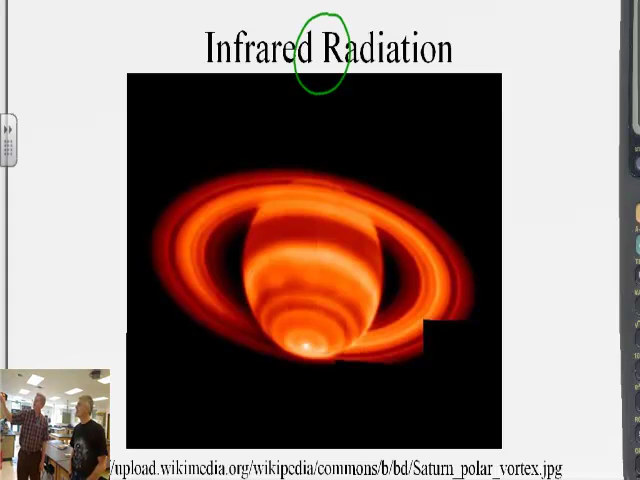 Infrared Radiation
/upload.wikimedia.org/wikipedia/commons/b/bd/Saturn_polar_vortex.jpg